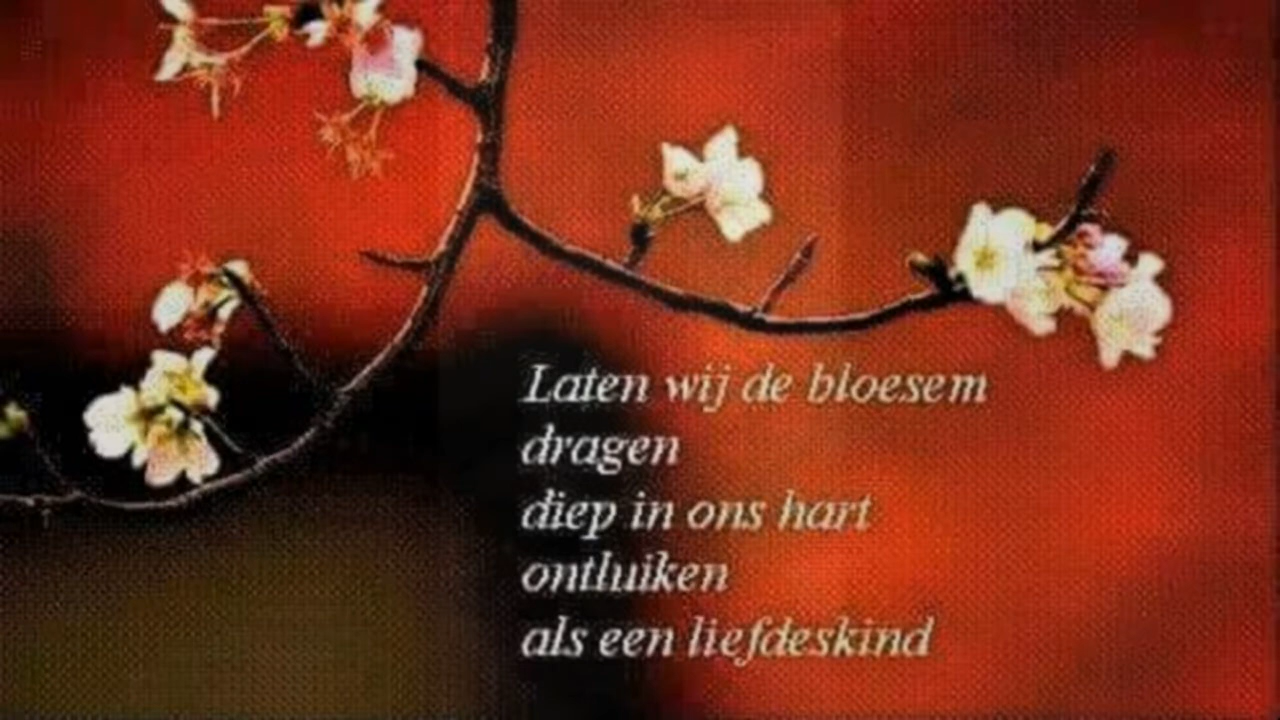 Laten wij de bloesem
dragen
diep in ons hart
ontluiken
als een liefdeskind